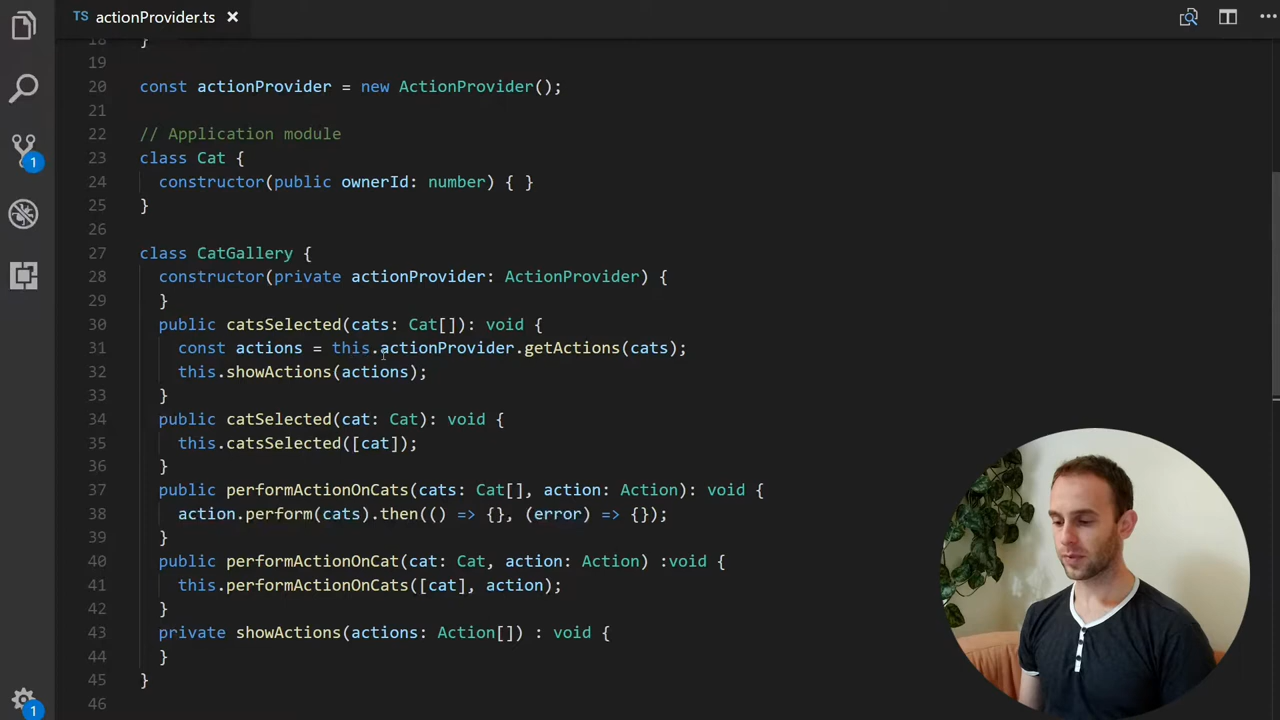 TS actionProvider.ts ×
18 }
19
20 const actionProvider = new ActionProvider();
21
22 // Application module
23 class Cat {
24 constructor(public ownerId: number) { }
25 }
26
27 class CatGallery {
28 constructor(private actionProvider: ActionProvider) {
29 }
30 public catsSelected(cats: Cat[]): void {
31 const actions = this.actionProvider.getActions(cats);
32 this.showActions(actions);
33 }
34 public catSelected(cat: Cat): void {
35 this.catsSelected([cat]);
36 }
37 public performActionOnCats(cats: Cat[], action: Action): void {
38 action.perform(cats).then(() => {}, (error) => {});
39 }
40 public performActionOnCat(cat: Cat, action: Action) :void {
41 this.performActionOnCats([cat], action);
42 }
43 private showActions(actions: Action[]) : void {
44 }
45 }
46
1
1